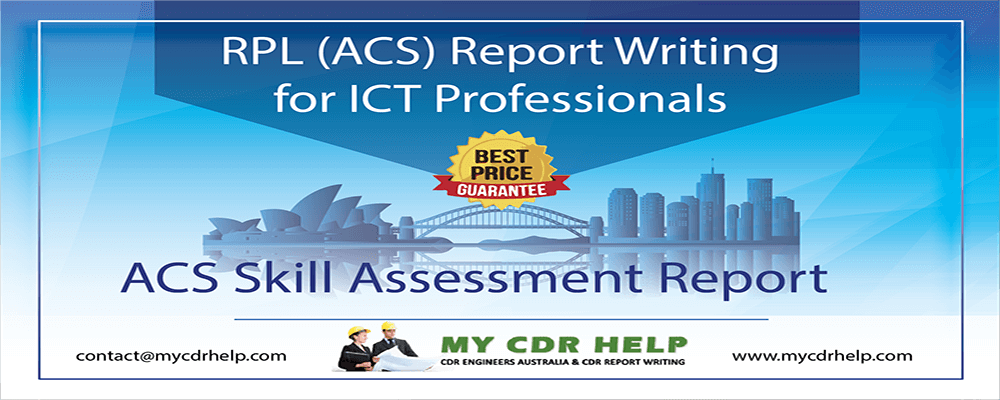 RPL (ACS) Report Writing
for ICT Professionals
BEST
PRICE
GUARANTEE
ACS Skill Assessment Report
contact@mycdrhelp.com
MY CDR HELP
CDR ENGINEERS AUSTRALIA & CDR REPORT WRITING
www.mycdrhelp.com